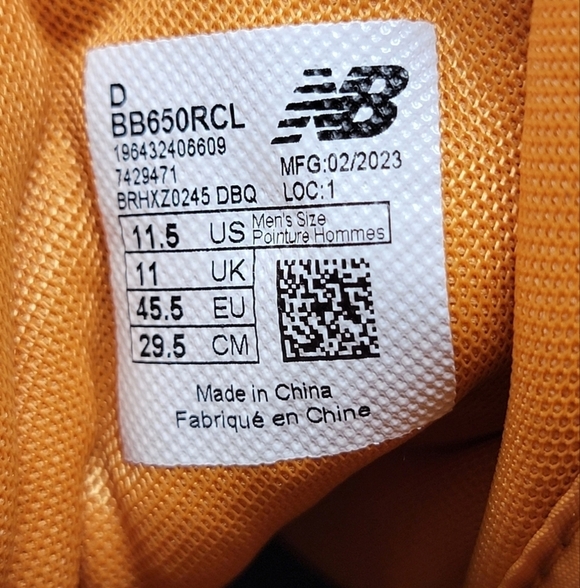 D
BB650RCL
196432406609
7429471
BRHXZ0245 DBQ
NB
MFG:02/2023
LOC:1
11.5 US Men's Size
Pointure Hommes
11 UK
45.5 EU
29.5 CM
Made in China
Fabriqué en Chine